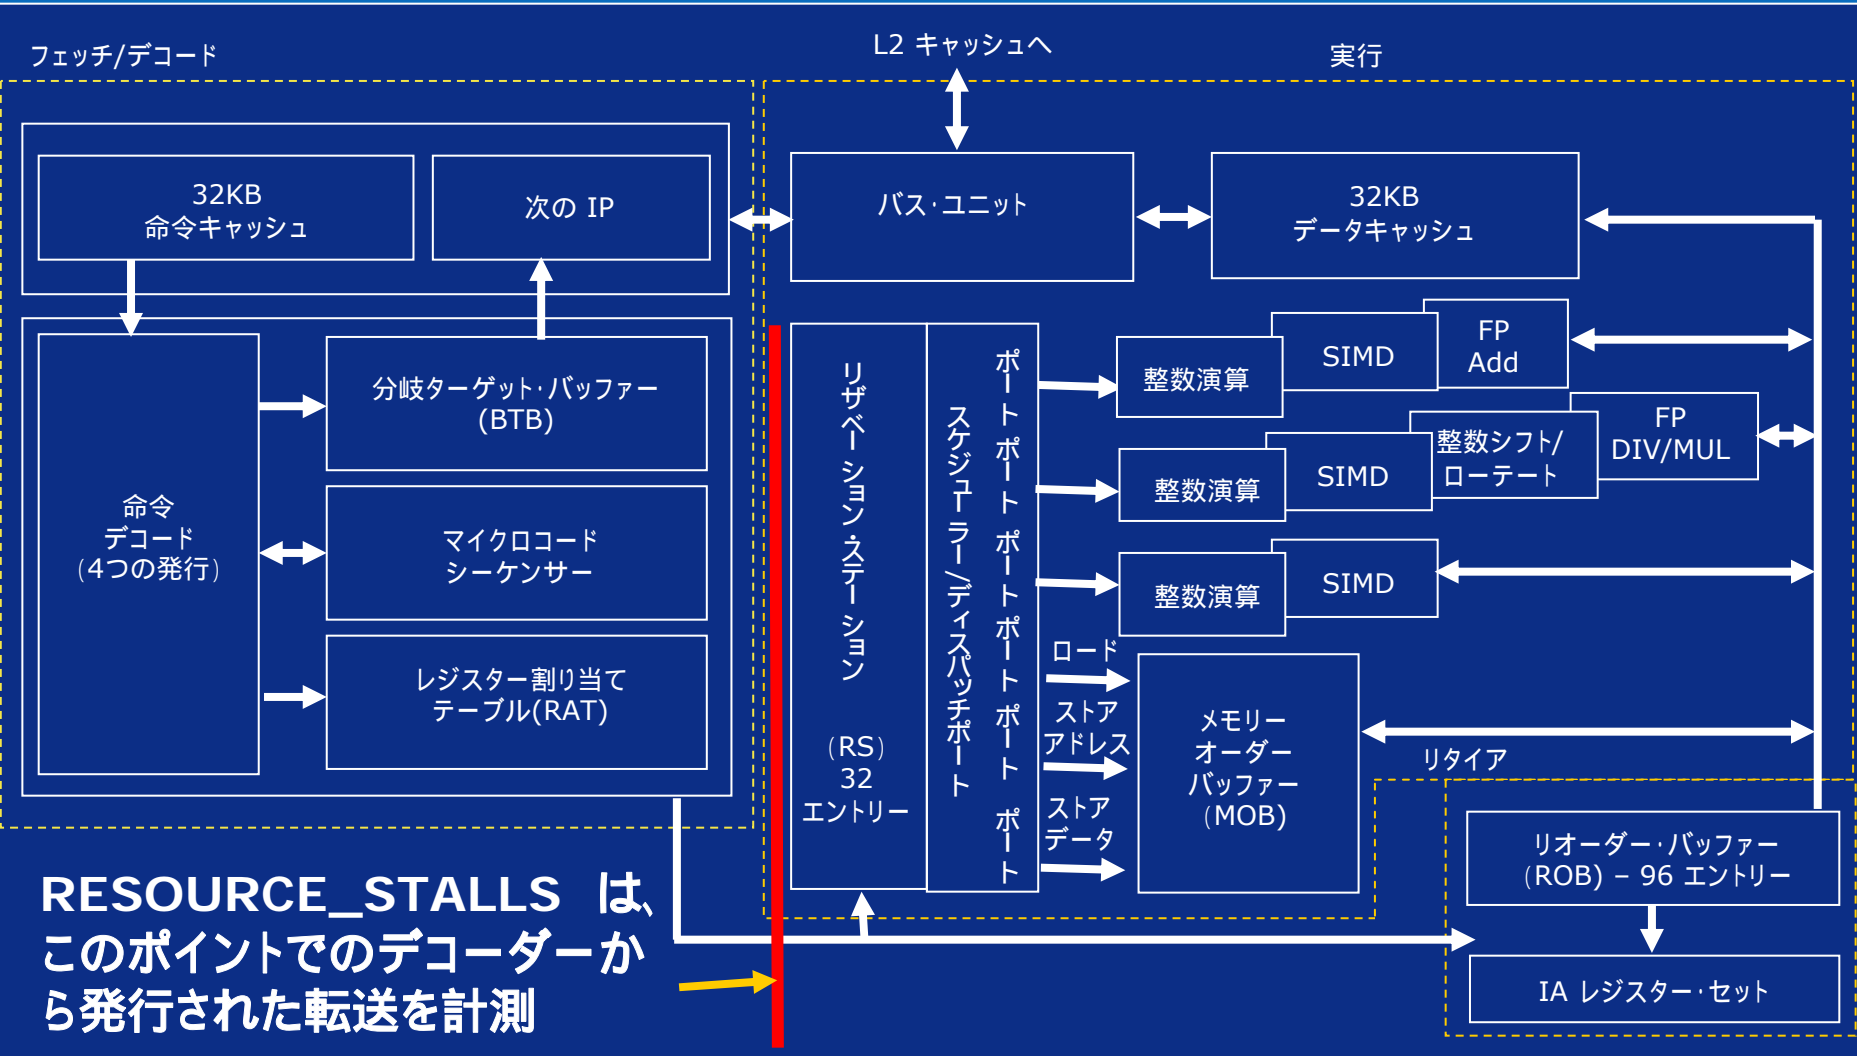 フェッチ/デコード
L2 キャッシュへ
実行
32KB
命令キャッシュ
次の IP
バス・ユニット
32KB
データキャッシュ
命令
デコード
(4つの発行)
分岐ターゲット・バッファー
(BTB)
マイクロコード
シーケンサー
レジスター割り当て
テーブル(RAT)
リザベーション・ステーション
(RS)
32
エントリー
スケジューラー/ディスパッチポート
ポート
ポート
ポート
ポート
ポート
ポート
整数演算
SIMD
FP
Add
整数演算
SIMD
整数シフト/
ローテート
FP
DIV/MUL
整数演算
SIMD
ロード
ストア
アドレス
ストア
データ
メモリー
オーダー
バッファー
(MOB)
リタイア
リオーダー・バッファー
(ROB) – 96 エントリー
IA レジスター・セット
RESOURCE_STALLS は、
このポイントでのデコーダーか
ら発行された転送を計測